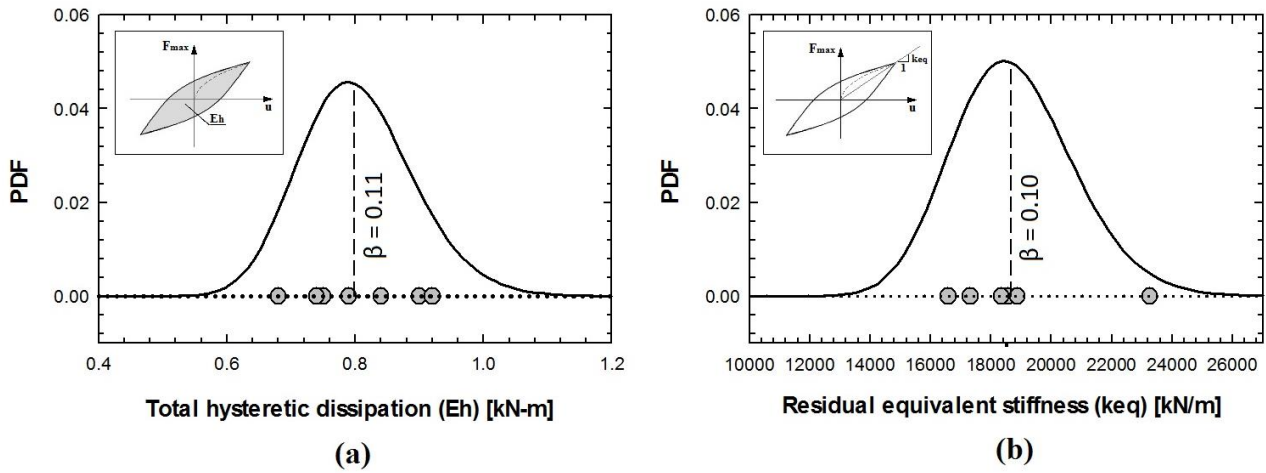 0.06
0.04
0.02
0.00
PDF
Fmax
u
Eh
β = 0.11
0.4 0.6 0.8 1.0 1.2
Total hysteretic dissipation (Eh) [kN-m]
(a)
0.06
0.04
0.02
0.00
PDF
Fmax
keq
1
u
β = 0.10
10000 12000 14000 16000 18000 20000 22000 24000 26000
Residual equivalent stiffness (keq) [kN/m]
(b)